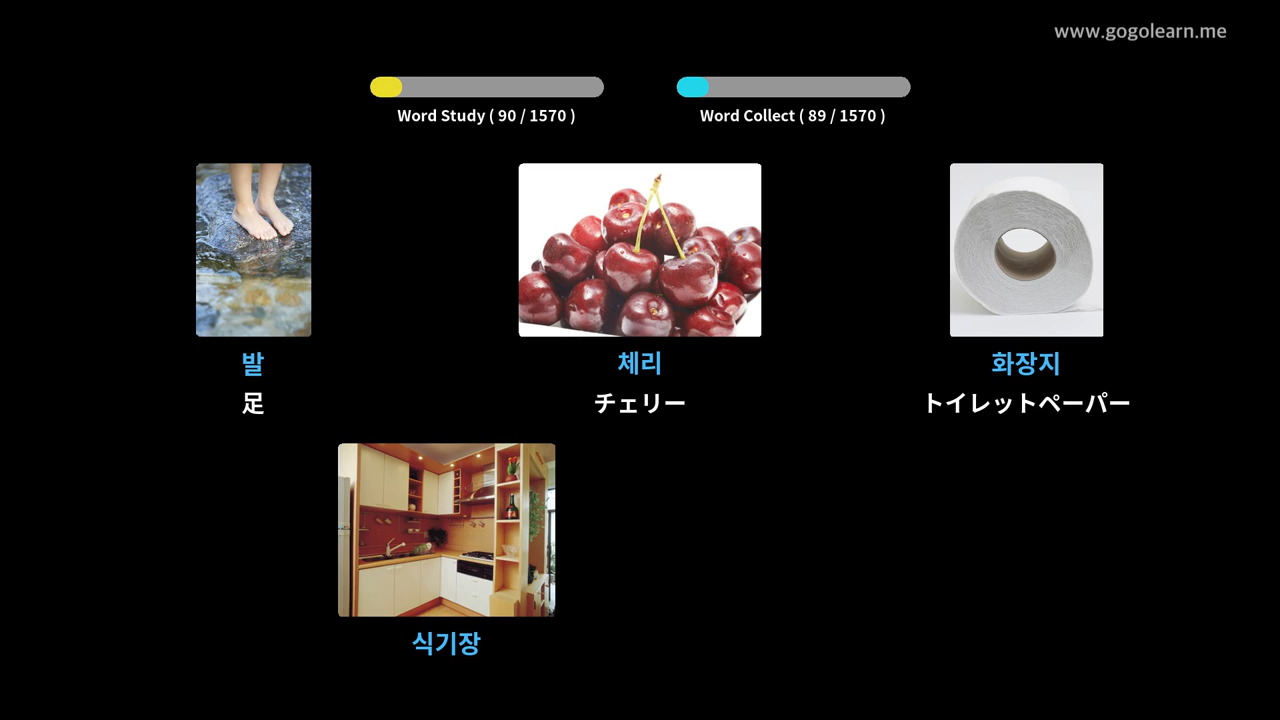 www.gogolearn.me
Word Study ( 90 / 1570 )
Word Collect ( 89 / 1570 )
발
足
체리
チェリー
화장지
トイレットペーパー
식기장